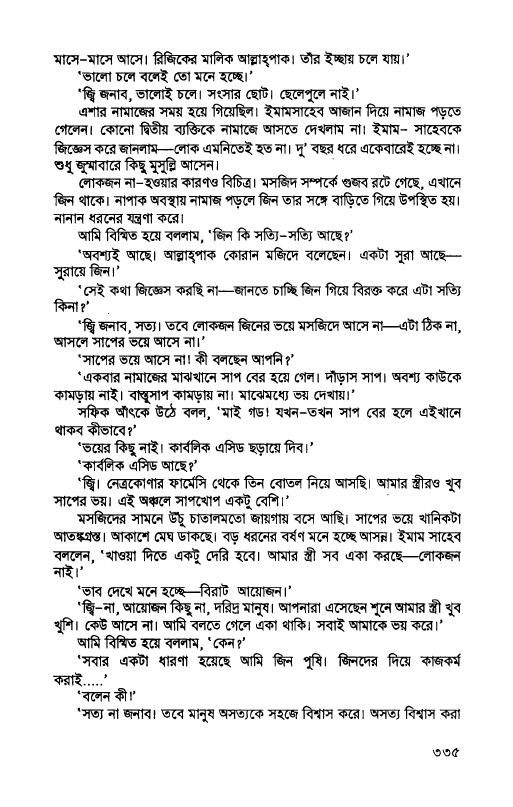 মাসে-মাসে আসে। রিজিকের মালিক আল্লাহ্‌পাক। তাঁর ইচ্ছায় চলে যায়।’
‘ভালো চলে বলেই তো মনে হচ্ছে।’
‘জ্বি জনাব, ভালোই চলে। সংসার ছোট। ছেলেপুলে নাই।’
এশার নামাজের সময় হয়ে গিয়েছিল। ইমামসাহেব আজান দিয়ে নামাজ পড়তে
গেলেন। কোনো দ্বিতীয় ব্যক্তিকে নামাজে আসতে দেখলাম না। ইমাম- সাহেবকে
জিজ্ঞেস করে জানলাম—লোক এমনিতেই হত না। দু’ বছর ধরে একেবারেই হচ্ছে না।
শুধু জুম্মাবারে কিছু মুসুল্লি আসেন।
লোকজন না-হওয়ার কারণও বিচিত্র। মসজিদ সম্পর্কে গুজব রটে গেছে, এখানে
জিন থাকে। নাপাক অবস্থায় নামাজ পড়লে জিন তার সঙ্গে বাড়িতে গিয়ে উপস্থিত হয়।
নানান ধরনের যন্ত্রণা করে।
আমি বিস্মিত হয়ে বললাম, ‘জিন কি সত্যি-সত্যি আছে?’
‘অবশ্যই আছে। আল্লাহ্‌পাক কোরান মজিদে বলেছেন। একটা সুরা আছে—
সুরায়ে জিন।’
‘সেই কথা জিজ্ঞেস করছি না—জানতে চাচ্ছি জিন গিয়ে বিরক্ত করে এটা সত্যি
কিনা?’
‘জ্বি জনাব, সত্য। তবে লোকজন জিনের ভয়ে মসজিদে আসে না—এটা ঠিক না,
আসলে সাপের ভয়ে আসে না।’
‘সাপের ভয়ে আসে না! কী বলছেন আপনি?’
‘একবার নামাজের মাঝখানে সাপ বের হয়ে গেল। দাঁড়াস সাপ। অবশ্য কাউকে
কামড়ায় নাই। বাস্তুসাপ কামড়ায় না। মাঝেমধ্যে ভয় দেখায়।’
সফিক আঁৎকে উঠে বলল, ‘মাই গড! যখন-তখন সাপ বের হলে এইখানে
থাকব কীভাবে?’
‘ভয়ের কিছু নাই। কার্বলিক এসিড ছড়ায়ে দিব।’
‘কার্বলিক এসিড আছে?’
‘জ্বি। নেত্রকোণার ফার্মেসি থেকে তিন বোতল নিয়ে আসছি। আমার স্ত্রীরও খুব
সাপের ভয়। এই অঞ্চলে সাপখোপ একটু বেশি।’
মসজিদের সামনে উঁচু চাতালমতো জায়গায় বসে আছি। সাপের ভয়ে খানিকটা
আতঙ্কগ্রস্ত। আকাশে মেঘ ডাকছে। বড় ধরনের বর্ষণ মনে হচ্ছে আসন্ন। ইমাম সাহেব
বললেন, ‘খাওয়া দিতে একটু দেরি হবে। আমার স্ত্রী সব একা করছে—লোকজন
নাই।’
‘ভাব দেখে মনে হচ্ছে—বিরাট আয়োজন।’
‘জ্বি-না, আয়োজন কিছু না, দরিদ্র মানুষ। আপনারা এসেছেন শুনে আমার স্ত্রী খুব
খুশি। কেউ আসে না। আমি বলতে গেলে একা থাকি। সবাই আমাকে ভয় করে।’
আমি বিস্মিত হয়ে বললাম, ‘কেন?’
‘সবার একটা ধারণা হয়েছে আমি জিন পুষি। জিনদের দিয়ে কাজকর্ম
করাই.....’
‘বলেন কী!’
‘সত্য না জনাব। তবে মানুষ অসত্যকে সহজে বিশ্বাস করে। অসত্য বিশ্বাস করা
৩৩৫